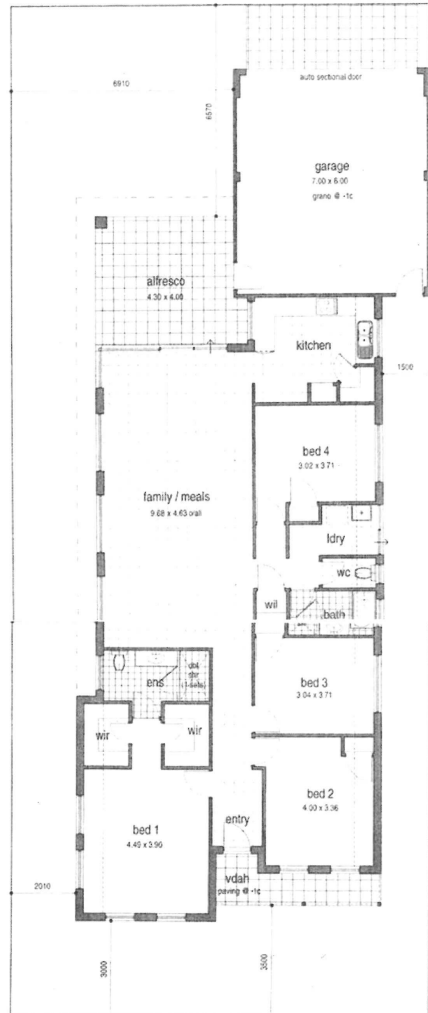 auto sectional door
6910
6570
garage
7.00 x 6.00
grano @ -1c
alfresco
4.30 x 4.00
kitchen
1500
bed 4
3.02 x 3.71
family / meals
9.68 x 4.63 o/all
ldry
wc
wil
bath
dbl
shr
ens
bed 3
3.04 x 3.71
wir
wir
bed 2
4.00 x 3.36
entry
bed 1
4.49 x 3.90
vdah
paving @ -1c
2010
3000
3500